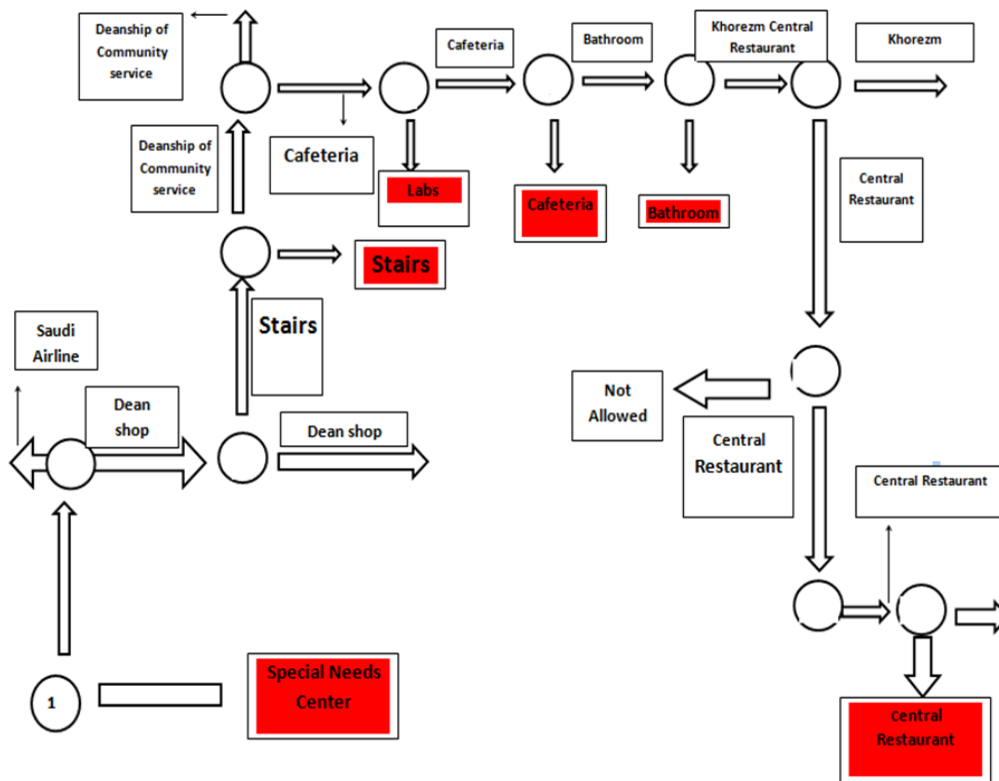 Deanship of
Community
service
Cafeteria
Bathroom
Khorezm Central
Restaurant
Khorezm
Deanship of
Community
service
Cafeteria
Labs
Cafeteria
Bathroom
Central
Restaurant
Stairs
Stairs
Saudi
Airline
Dean
shop
Dean shop
Not
Allowed
Central
Restaurant
Central Restaurant
1
Special Needs
Center
Central
Restaurant